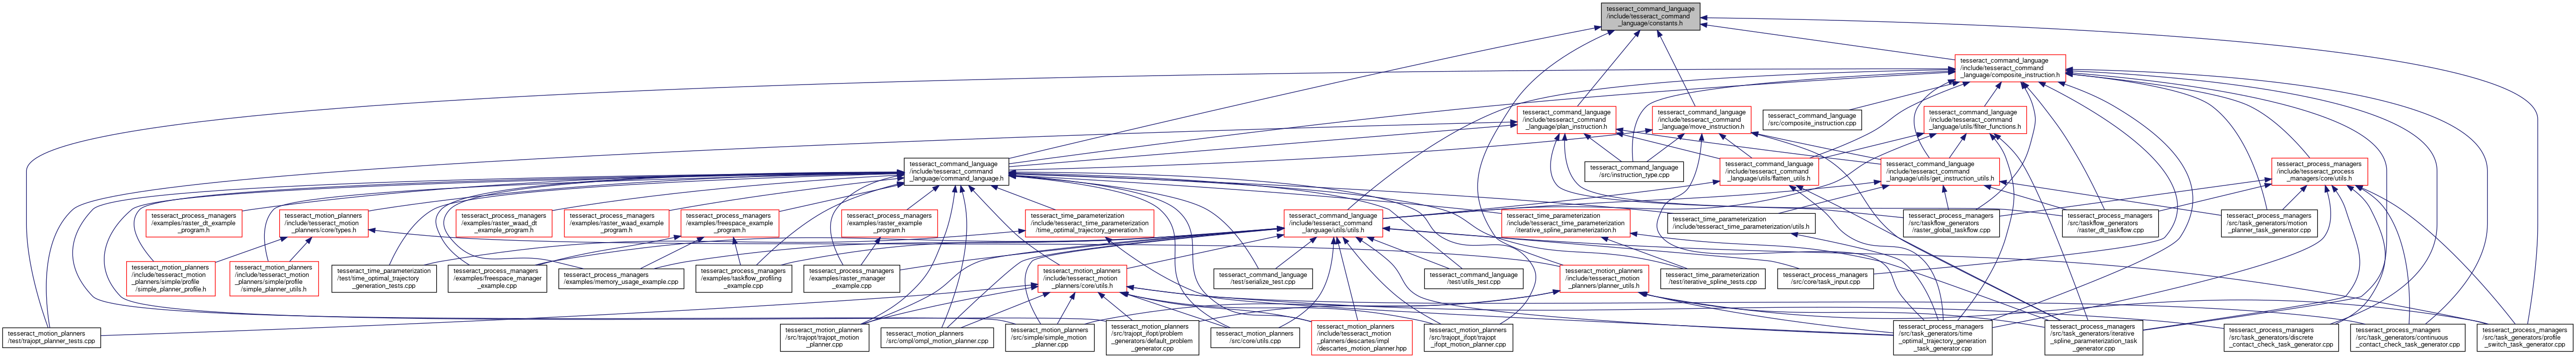 tesseract_command_language
/include/tesseract_command
_language/constants.h
tesseract_command_language
/include/tesseract_command
_language/composite_instruction.h
tesseract_command_language
/include/tesseract_command
_language/plan_instruction.h
tesseract_command_language
/include/tesseract_command
_language/move_instruction.h
tesseract_command_language
/src/composite_instruction.cpp
tesseract_command_language
/include/tesseract_command
_language/utils/filter_functions.h
tesseract_command_language
/include/tesseract_command
_language/command_language.h
tesseract_command_language
/src/instruction_type.cpp
tesseract_command_language
/include/tesseract_command
_language/utils/flatten_utils.h
tesseract_command_language
/include/tesseract_command
_language/utils/get_instruction_utils.h
tesseract_process_managers
/include/tesseract_process
_managers/core/utils.h
tesseract_process_managers
/examples/raster_dt_example
_program.h
tesseract_motion_planners
/include/tesseract_motion
_planners/core/types.h
tesseract_process_managers
/examples/raster_waad_dt
_example_program.h
tesseract_process_managers
/examples/raster_waad_example
_program.h
tesseract_process_managers
/examples/freespace_example
_program.h
tesseract_process_managers
/examples/raster_example
_program.h
tesseract_time_parameterization
/include/tesseract_time_parameterization
/time_optimal_trajectory_generation.h
tesseract_command_language
/include/tesseract_command
_language/utils/utils.h
tesseract_time_parameterization
/include/tesseract_time_parameterization
/iterative_spline_parameterization.h
tesseract_time_parameterization
/include/tesseract_time_parameterization/utils.h
tesseract_process_managers
/src/taskflow_generators
/raster_global_taskflow.cpp
tesseract_process_managers
/src/taskflow_generators
/raster_dt_taskflow.cpp
tesseract_process_managers
/src/task_generators/motion
_planner_task_generator.cpp
tesseract_motion_planners
/include/tesseract_motion
_planners/simple/profile
/simple_planner_profile.h
tesseract_motion_planners
/include/tesseract_motion
_planners/simple/profile
/simple_planner_utils.h
tesseract_time_parameterization
/test/time_optimal_trajectory
_generation_tests.cpp
tesseract_process_managers
/examples/freespace_manager
_example.cpp
tesseract_process_managers
/examples/memory_usage_example.cpp
tesseract_process_managers
/examples/taskflow_profiling
_example.cpp
tesseract_process_managers
/examples/raster_manager
_example.cpp
tesseract_motion_planners
/include/tesseract_motion
_planners/core/utils.h
tesseract_command_language
/test/serialize_test.cpp
tesseract_command_language
/test/utils_test.cpp
tesseract_motion_planners
/include/tesseract_motion
_planners/planner_utils.h
tesseract_time_parameterization
/test/iterative_spline_tests.cpp
tesseract_process_managers
/src/core/task_input.cpp
tesseract_motion_planners
/test/trajopt_planner_tests.cpp
tesseract_motion_planners
/src/trajopt/trajopt_motion
_planner.cpp
tesseract_motion_planners
/src/ompl/ompl_motion_planner.cpp
tesseract_motion_planners
/src/simple/simple_motion
_planner.cpp
tesseract_motion_planners
/src/trajopt_ifopt/problem
_generators/default_problem
_generator.cpp
tesseract_motion_planners
/src/core/utils.cpp
tesseract_motion_planners
/include/tesseract_motion
_planners/descartes/impl
/descartes_motion_planner.hpp
tesseract_motion_planners
/src/trajopt_ifopt/trajopt
_ifopt_motion_planner.cpp
tesseract_process_managers
/src/task_generators/time
_optimal_trajectory_generation
_task_generator.cpp
tesseract_process_managers
/src/task_generators/iterative
_spline_parameterization_task
_generator.cpp
tesseract_process_managers
/src/task_generators/discrete
_contact_check_task_generator.cpp
tesseract_process_managers
/src/task_generators/continuous
_contact_check_task_generator.cpp
tesseract_process_managers
/src/task_generators/profile
_switch_task_generator.cpp